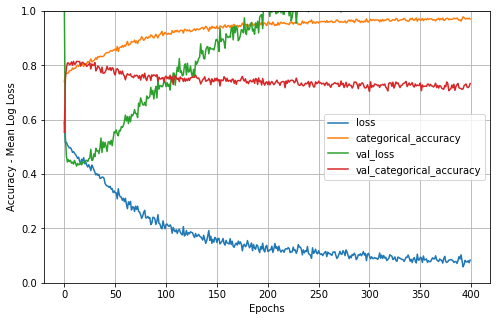 1.0
0.8
0.6
0.4
0.2
0.0
Accuracy - Mean Log Loss
loss
categorical_accuracy
val_loss
val_categorical_accuracy
0 50 100 150 200 250 300 350 400
Epochs